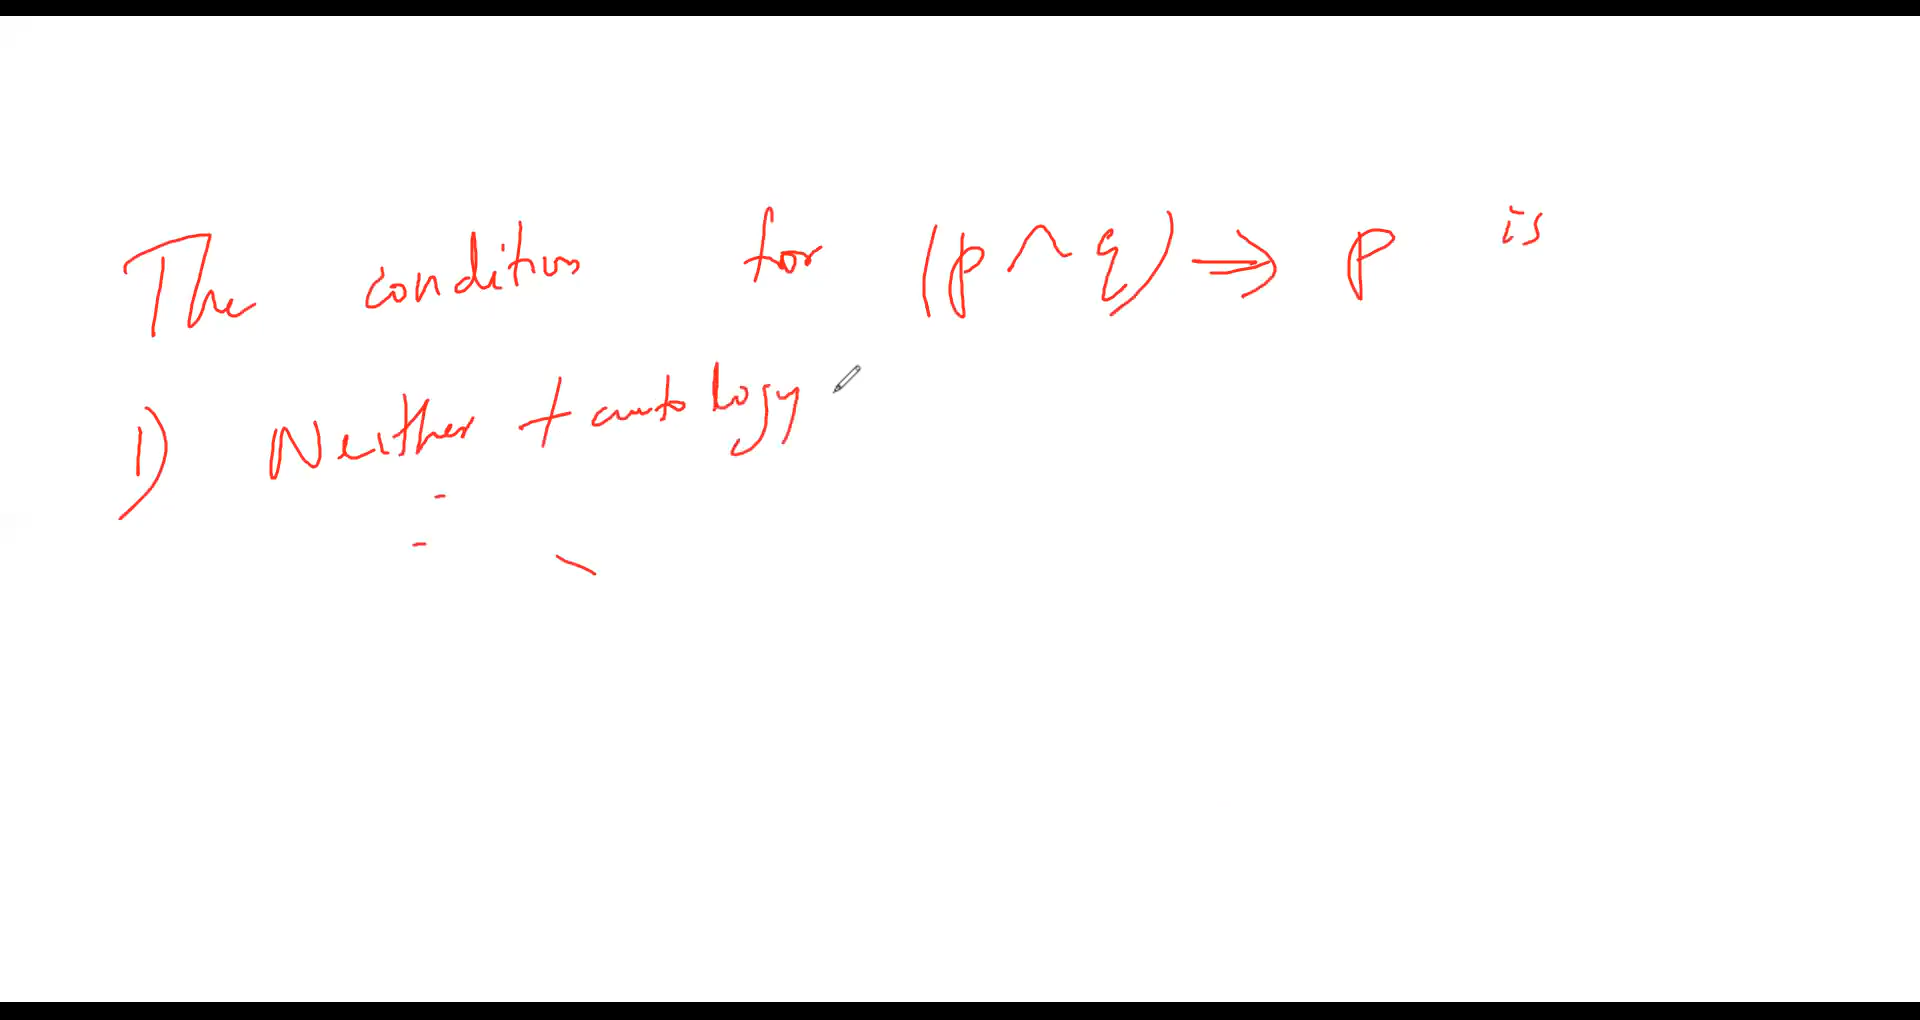 The condition for (p ∧ q) ⇒ p is
1) Neither tautology